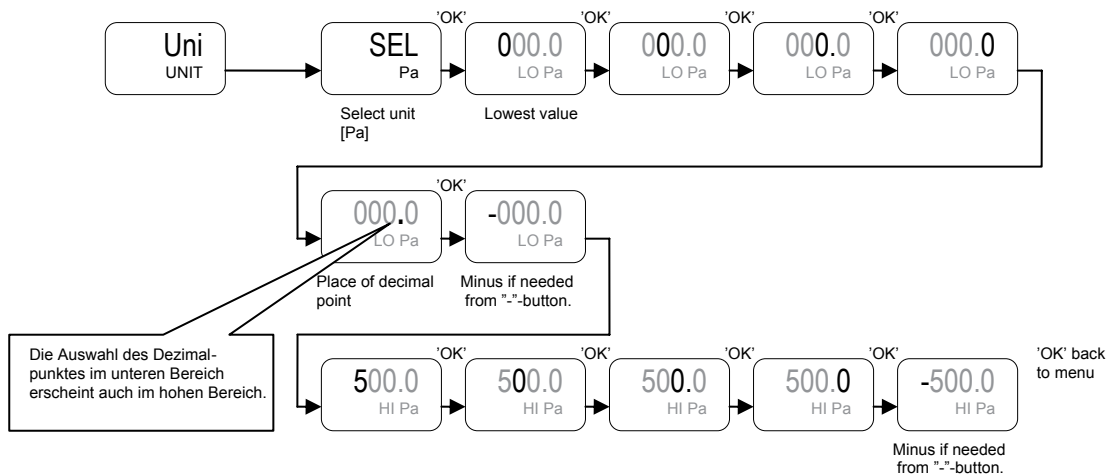 'OK'
'OK'
'OK'
'OK'
Uni
UNIT
SEL
Pa
000.0
LO Pa
000.0
LO Pa
000.0
LO Pa
000.0
LO Pa
Select unit
[Pa]
Lowest value
'OK'
000.0
LO Pa
-000.0
LO Pa
Place of decimal
point
Minus if needed
from "-"-button.
Die Auswahl des Dezimal-
punktes im unteren Bereich
erscheint auch im hohen Bereich.
'OK'
'OK'
'OK'
'OK'
500.0
HI Pa
500.0
HI Pa
500.0
HI Pa
500.0
HI Pa
-500.0
HI Pa
'OK' back
to menu
Minus if needed
from "-"-button.